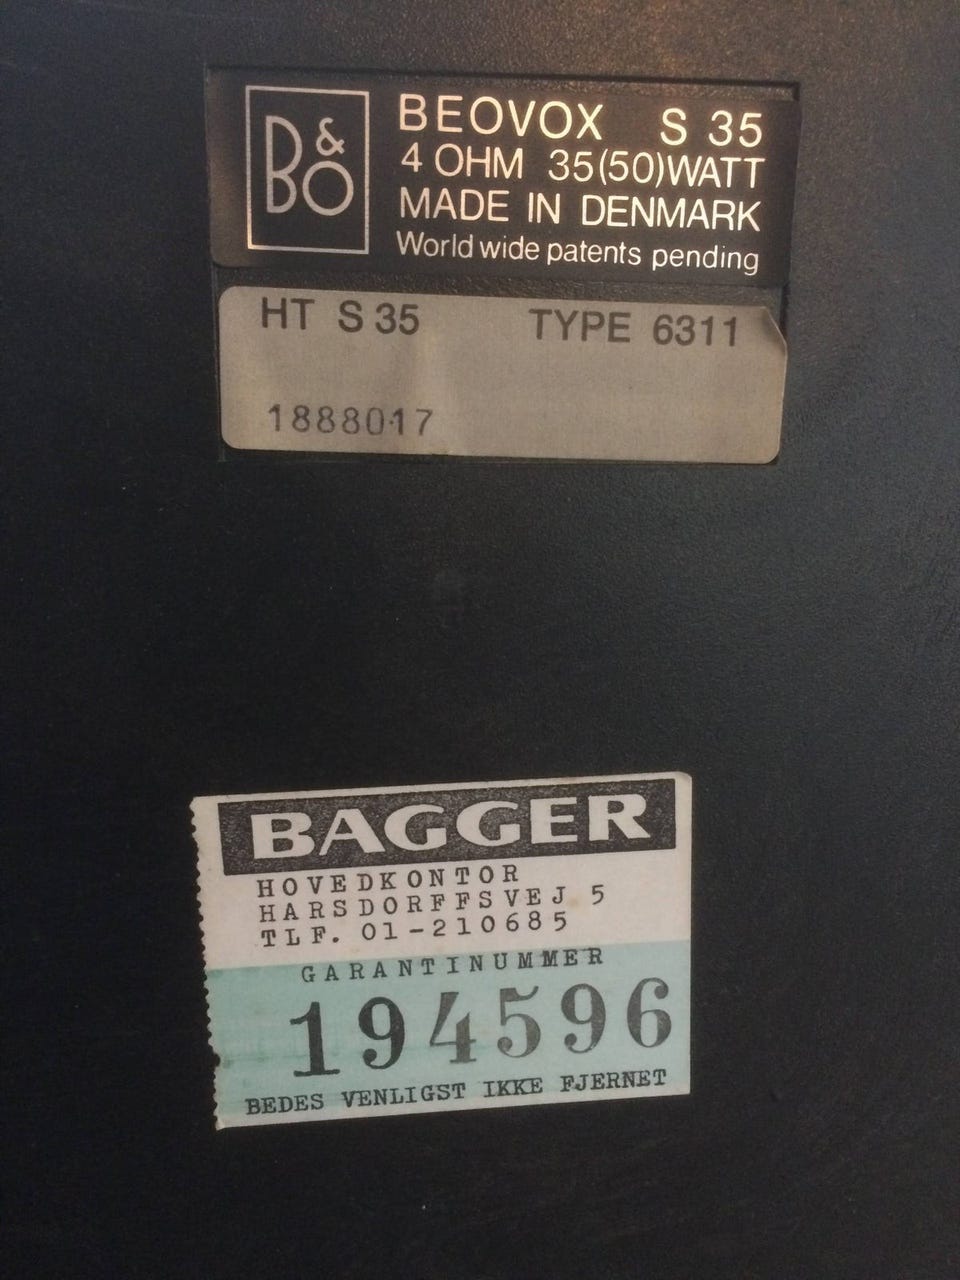 B&O
BEOVOX S 35
4 OHM 35(50)WATT
MADE IN DENMARK
World wide patents pending
HT S 35 TYPE 6311
1888017
BAGGER
HOVEDKONTOR
HARSDORFFSVEJ 5
TLF. 01-210685
GARANTINUMMER
194596
BEDES VENLIGST IKKE FJERNET